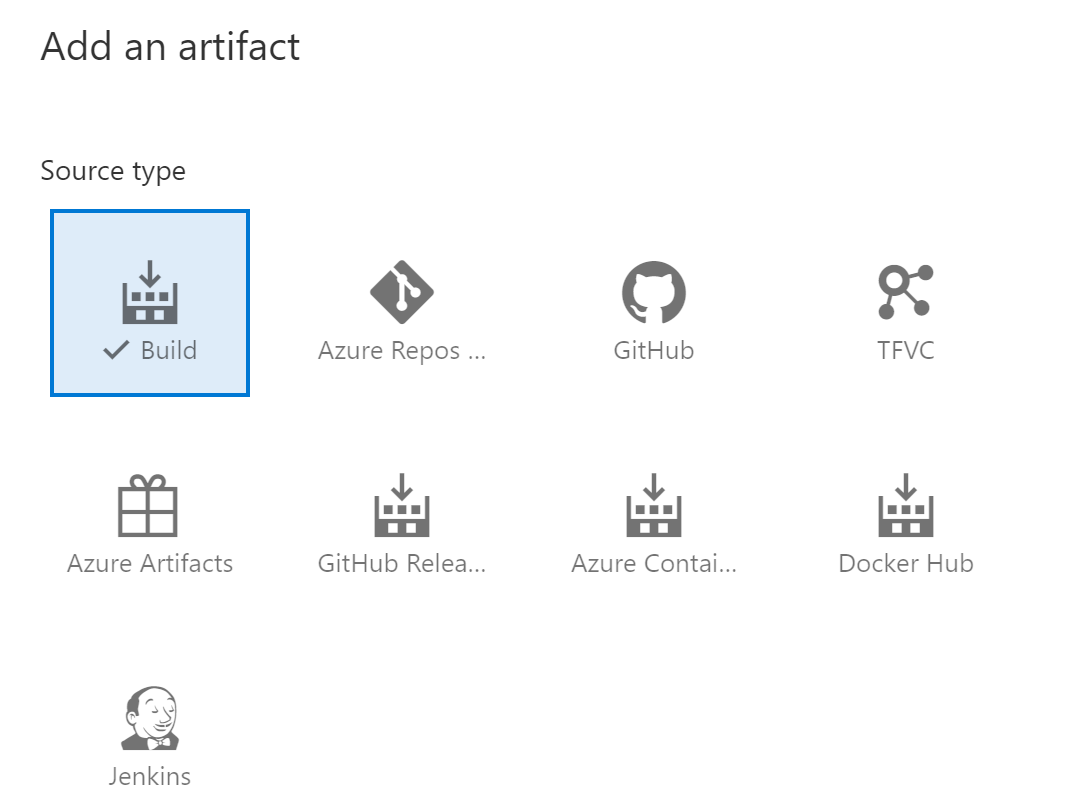 Add an artifact
Source type
Build
Azure Repos ...
GitHub
TFVC
Azure Artifacts
GitHub Relea...
Azure Contai...
Docker Hub
Jenkins